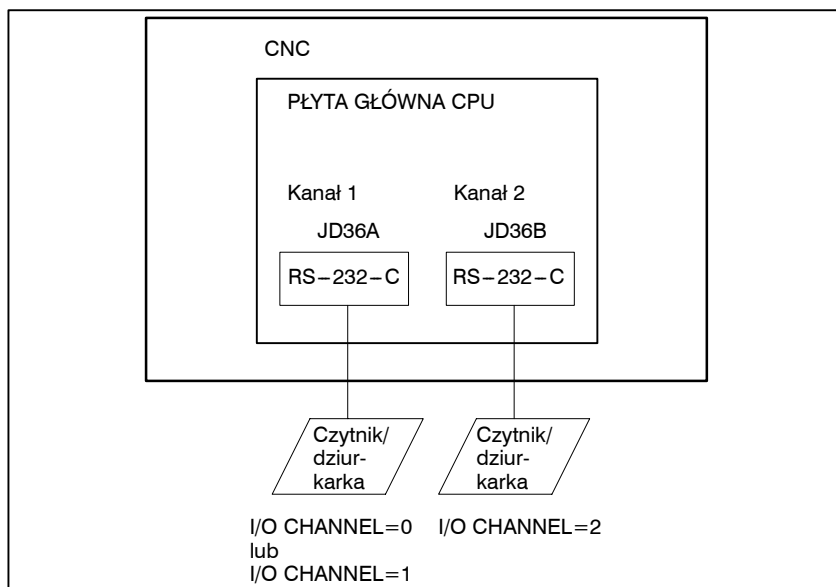 CNC
PŁYTA GŁÓWNA CPU
Kanał 1
Kanał 2
JD36A
JD36B
RS-232-C
RS-232-C
Czytnik/
dziur-
karka
Czytnik/
dziur-
karka
I/O CHANNEL=0
lub
I/O CHANNEL=1
I/O CHANNEL=2